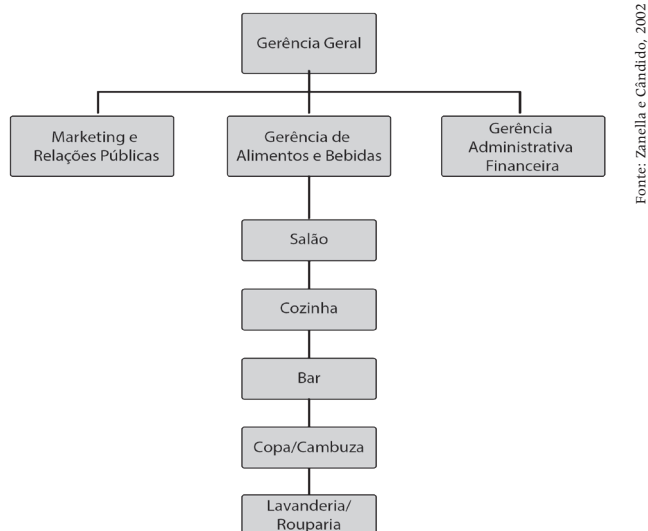 Gerência Geral
Marketing e
Relações Públicas
Gerência de
Alimentos e Bebidas
Gerência
Administrativa
Financeira
Salão
Cozinha
Bar
Copa/Cambuza
Lavanderia/
Rouparia
Fonte: Zanella e Cândido, 2002